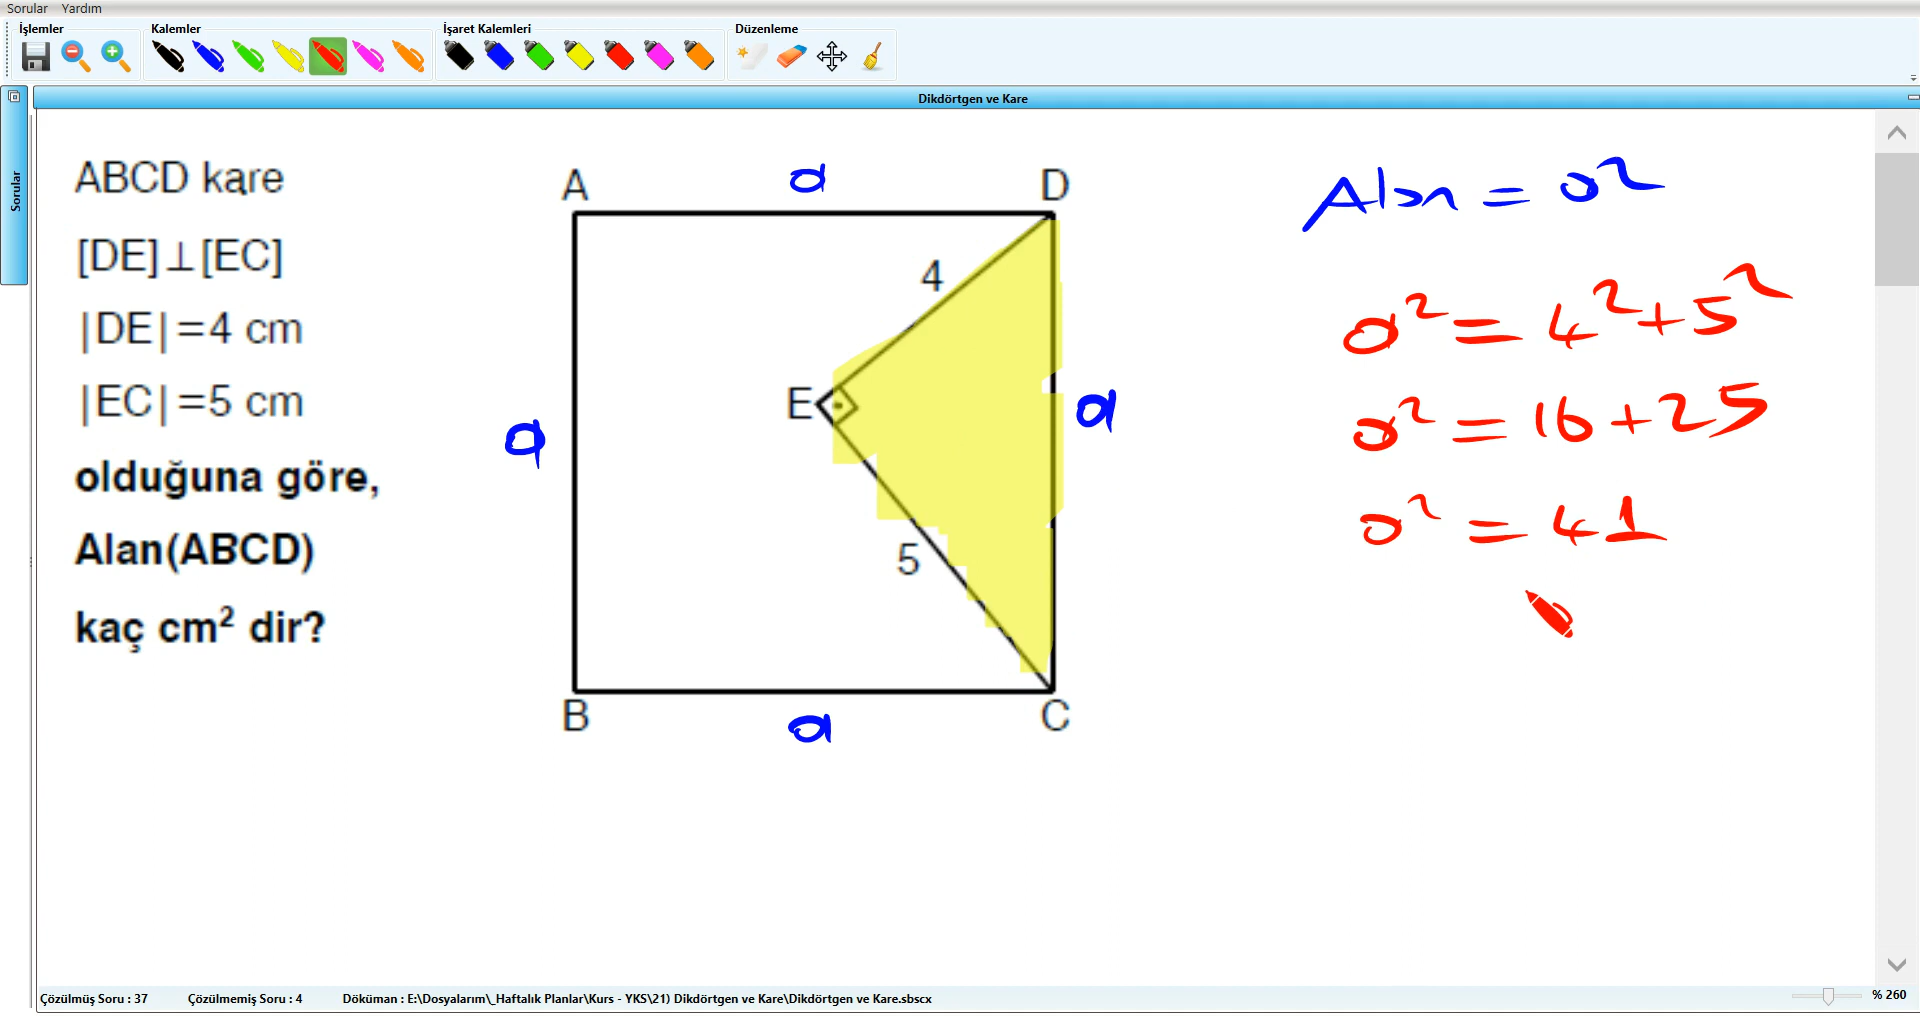 Sorular Yardım
İşlemler Kalemler İşaret Kalemleri Düzenleme
Dikdörtgen ve Kare
Sorular
ABCD kare
[DE]⊥[EC]
|DE|=4 cm
|EC|=5 cm
olduğuna göre,
Alan(ABCD)
kaç cm² dir?
A a D
4
E
a a
5
B a C
Alan = a²
a² = 4² + 5²
a² = 16 + 25
a² = 41
Çözülmüş Soru : 37 Çözülmemiş Soru : 4 Döküman : E:\Dosyalarım\_Haftalık Planlar\Kurs - YKS\21) Dikdörtgen ve Kare\Dikdörtgen ve Kare.sbscx % 260